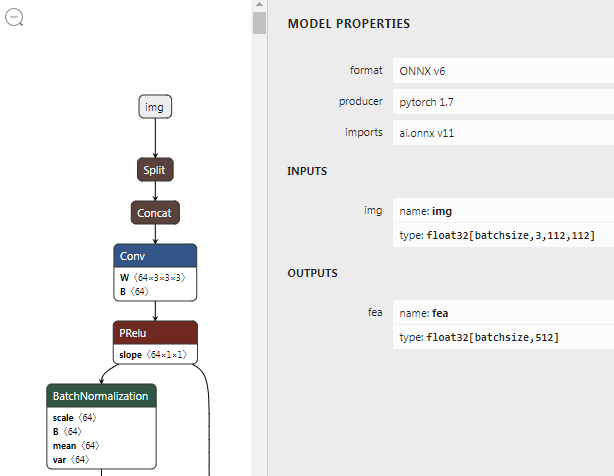 img
Split
Concat
Conv
W 〈64×3×3×3〉
B 〈64〉
PRelu
slope 〈64×1×1〉
BatchNormalization
scale 〈64〉
B 〈64〉
mean 〈64〉
var 〈64〉
MODEL PROPERTIES
format ONNX v6
producer pytorch 1.7
imports ai.onnx v11
INPUTS
img name: img
type: float32[batchsize,3,112,112]
OUTPUTS
fea name: fea
type: float32[batchsize,512]